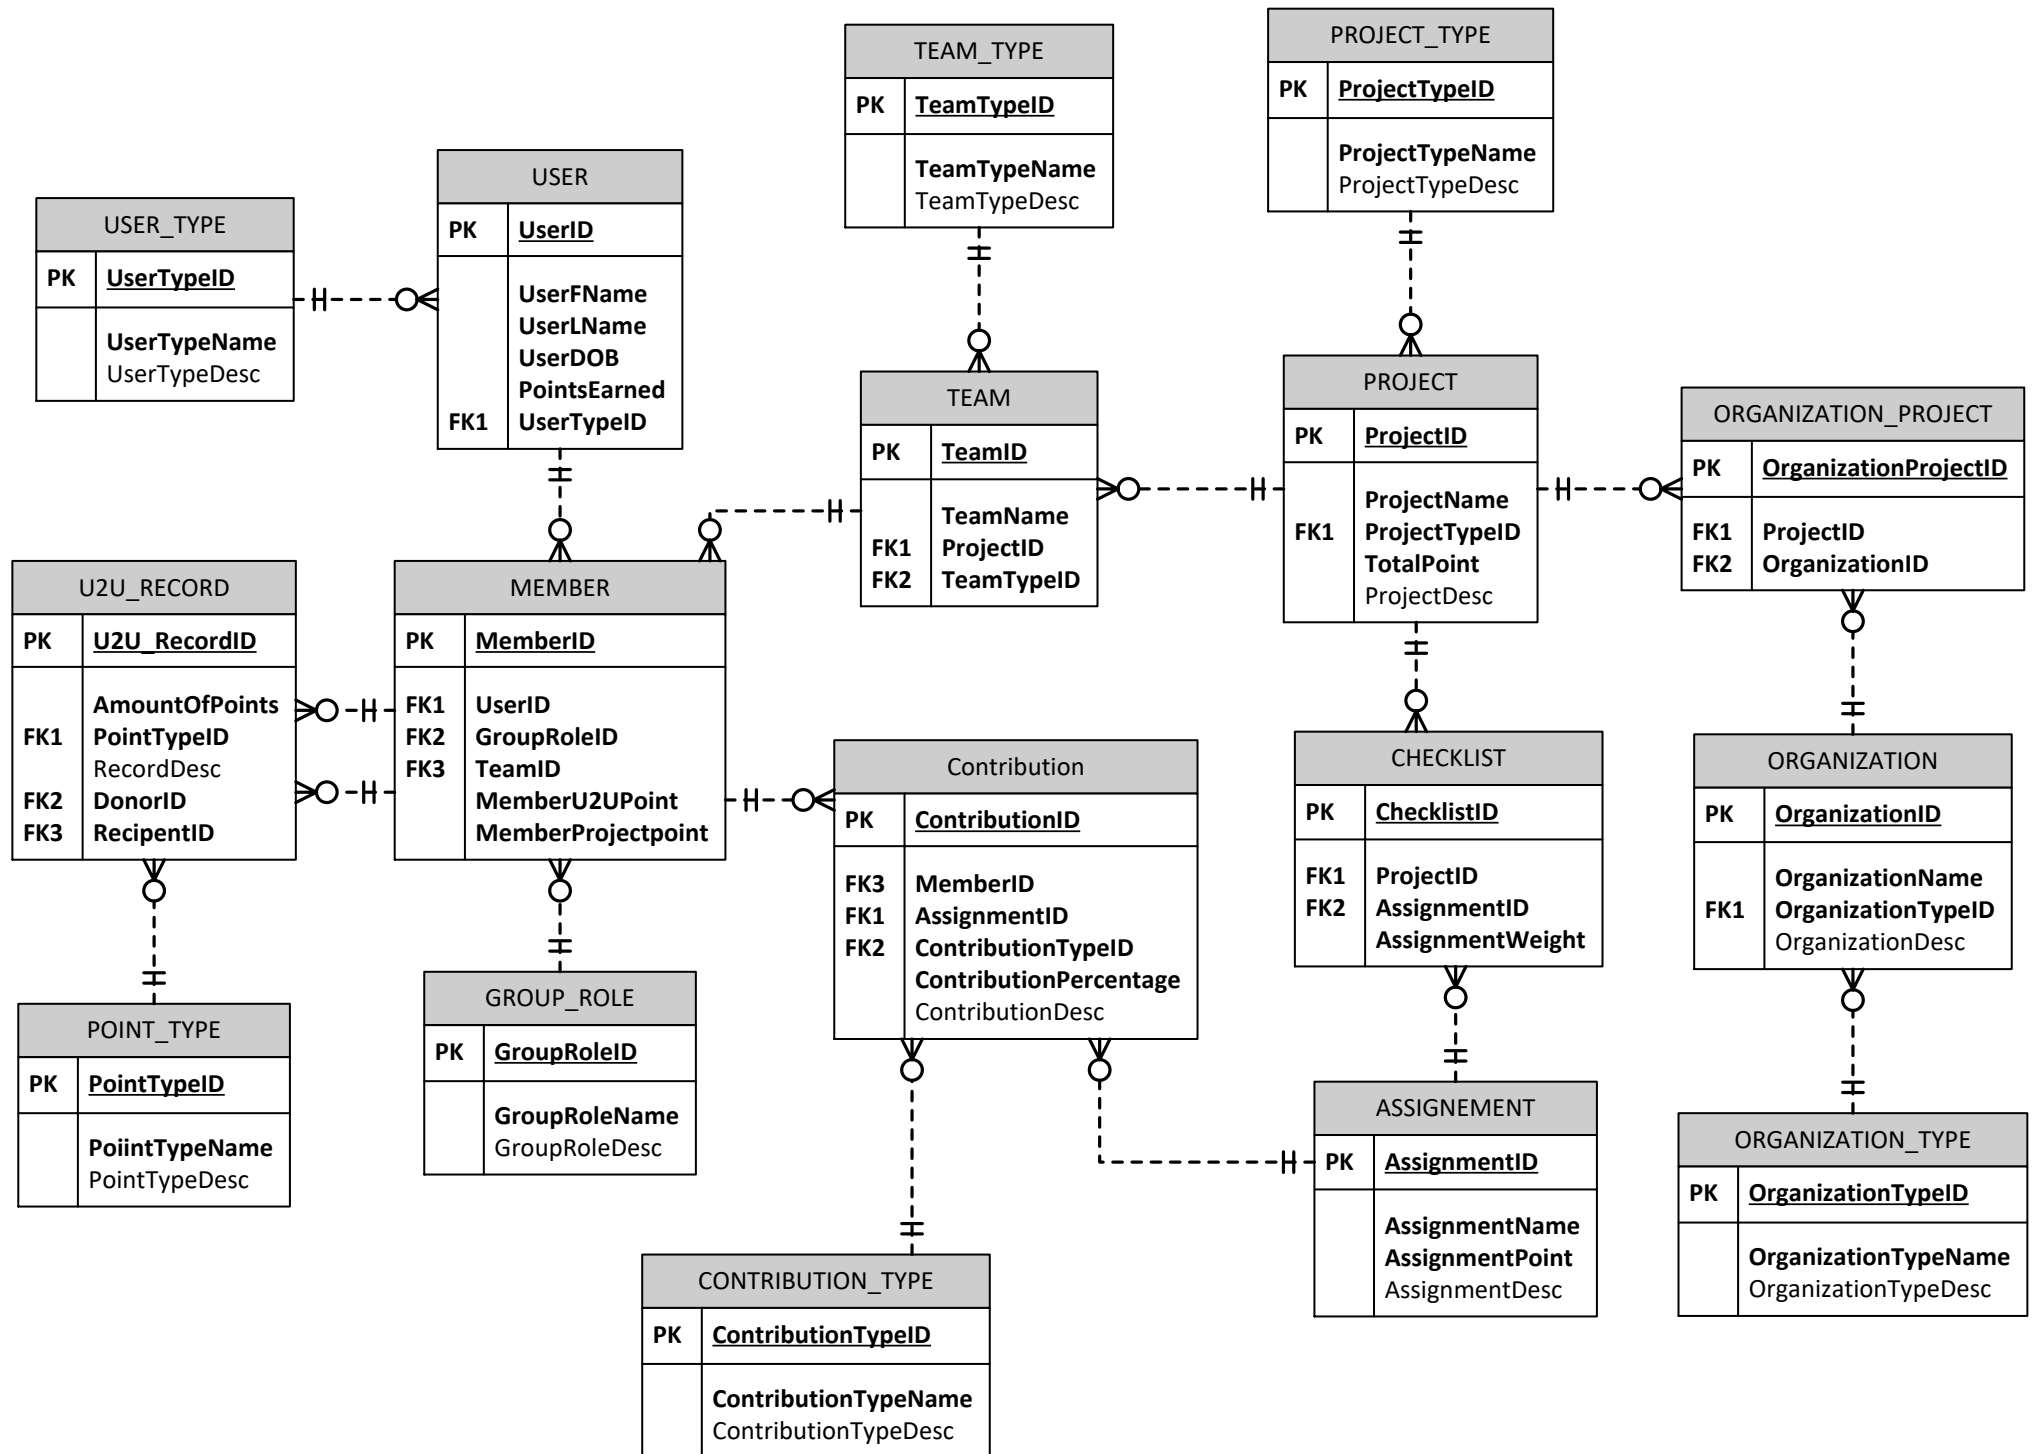 TEAM_TYPE
PK TeamTypeID
TeamTypeName
TeamTypeDesc
PROJECT_TYPE
PK ProjectTypeID
ProjectTypeName
ProjectTypeDesc
USER_TYPE
PK UserTypeID
UserTypeName
UserTypeDesc
USER
PK UserID
UserFName
UserLName
UserDOB
PointsEarned
FK1 UserTypeID
TEAM
PK TeamID
TeamName
FK1 ProjectID
FK2 TeamTypeID
PROJECT
PK ProjectID
ProjectName
FK1 ProjectTypeID
TotalPoint
ProjectDesc
ORGANIZATION_PROJECT
PK OrganizationProjectID
FK1 ProjectID
FK2 OrganizationID
U2U_RECORD
PK U2U_RecordID
AmountOfPoints
FK1 PointTypeID
RecordDesc
FK2 DonorID
FK3 RecipentID
MEMBER
PK MemberID
FK1 UserID
FK2 GroupRoleID
FK3 TeamID
MemberU2UPoint
MemberProjectpoint
Contribution
PK ContributionID
FK3 MemberID
FK1 AssignmentID
FK2 ContributionTypeID
ContributionPercentage
ContributionDesc
CHECKLIST
PK ChecklistID
FK1 ProjectID
FK2 AssignmentID
AssignmentWeight
ORGANIZATION
PK OrganizationID
OrganizationName
FK1 OrganizationTypeID
OrganizationDesc
POINT_TYPE
PK PointTypeID
PoiintTypeName
PointTypeDesc
GROUP_ROLE
PK GroupRoleID
GroupRoleName
GroupRoleDesc
ASSIGNEMENT
PK AssignmentID
AssignmentName
AssignmentPoint
AssignmentDesc
ORGANIZATION_TYPE
PK OrganizationTypeID
OrganizationTypeName
OrganizationTypeDesc
CONTRIBUTION_TYPE
PK ContributionTypeID
ContributionTypeName
ContributionTypeDesc